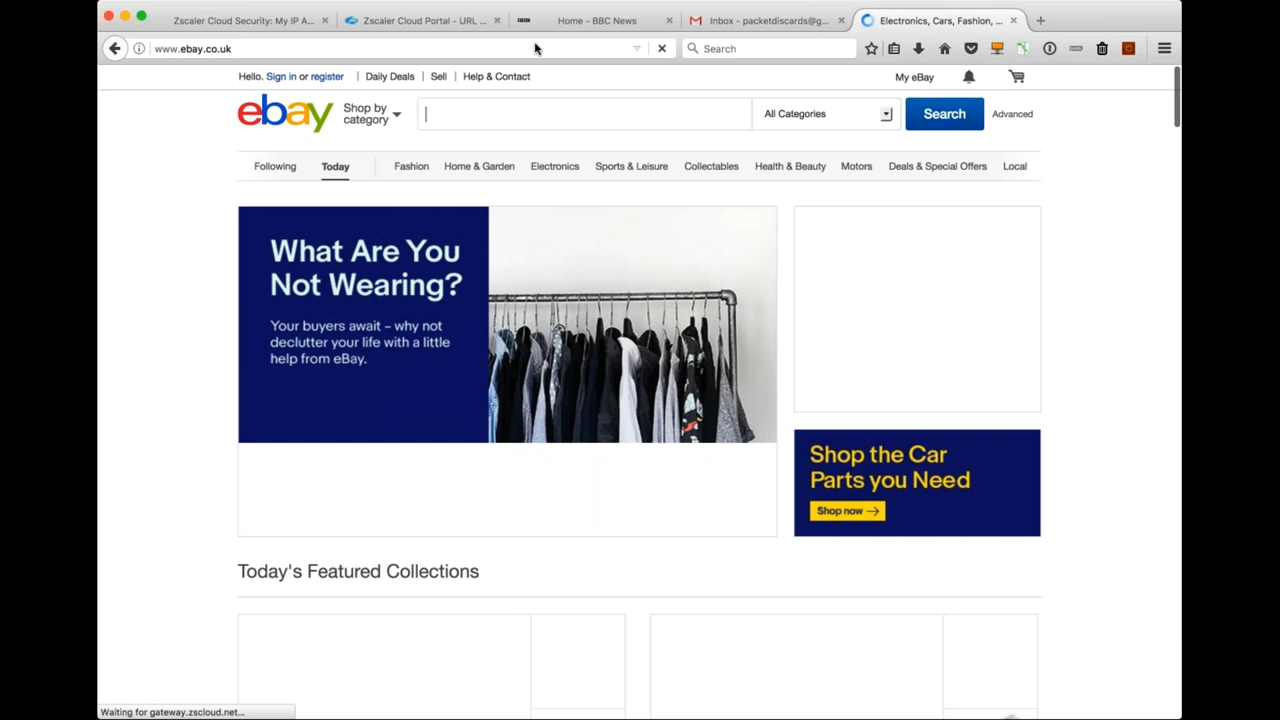 Zscaler Cloud Security: My IP A...
Zscaler Cloud Portal - URL ...
BBC
Home - BBC News
Inbox - packetdiscards@g...
Electronics, Cars, Fashion, ...
www.ebay.co.uk
Search
Hello. Sign in or register
Daily Deals
Sell
Help & Contact
My eBay
ebay
Shop by
category
All Categories
Search
Advanced
Following
Today
Fashion
Home & Garden
Electronics
Sports & Leisure
Collectables
Health & Beauty
Motors
Deals & Special Offers
Local
What Are You
Not Wearing?
Your buyers await – why not
declutter your life with a little
help from eBay.
Shop the Car
Parts you Need
Shop now →
Today's Featured Collections
Waiting for gateway.zscloud.net...